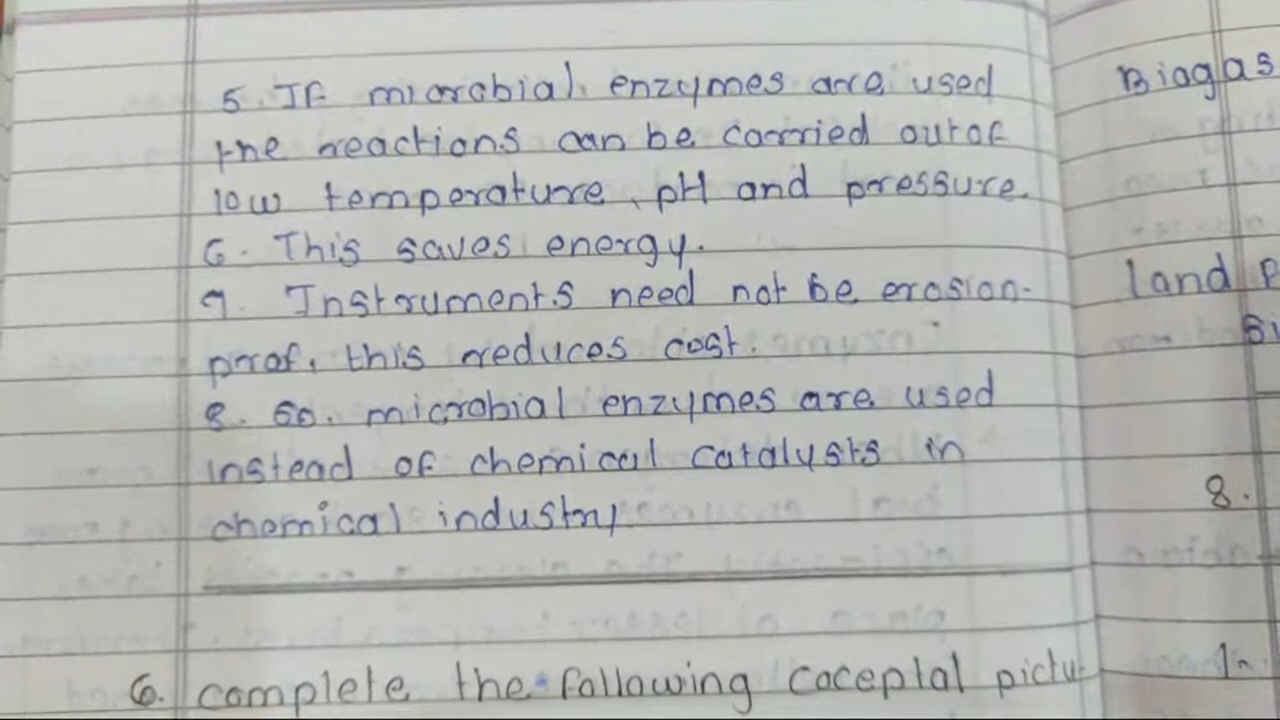 5. If microbial enzymes are used
the reactions can be carried out of
low temperature, pH and pressure.
6. This saves energy.
7. Instruments need not be erosion-
prof, this reduces cost.
8. So, microbial enzymes are used
instead of chemical catalysts in
chemical industry
6. complete the following coceptal pictu
Biogas
land
8.
1.